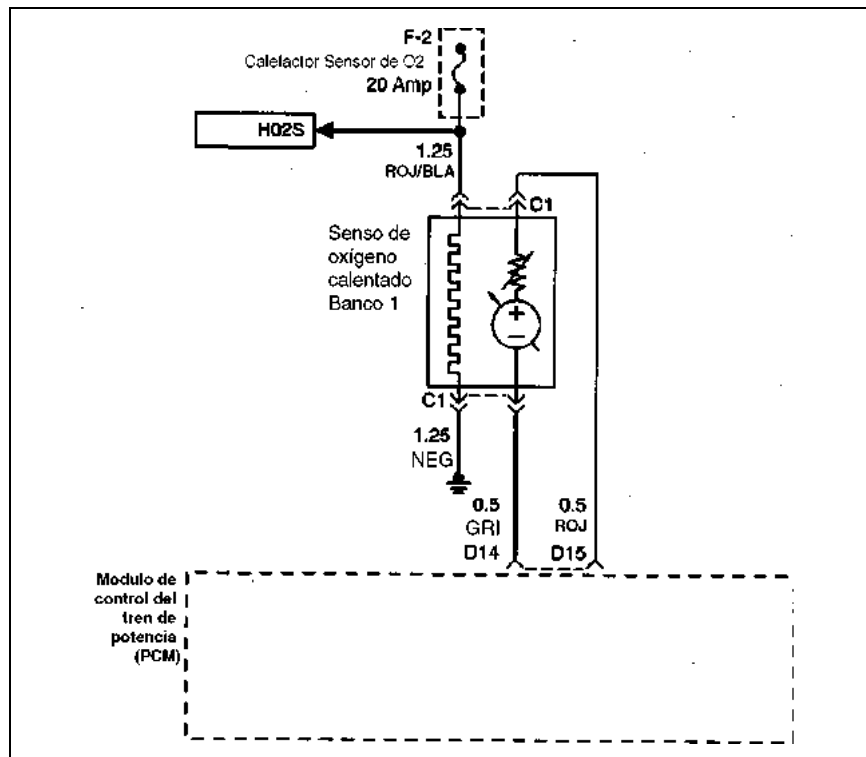 F-2
Calelactor Sensor de O2
20 Amp
H02S
1.25
ROJ/BLA
C1
Senso de
oxígeno
calentado
Banco 1
C1
1.25
NEG
0.5
GRI
D14
0.5
ROJ
D15
Modulo de
control del
tren de
potencia
(PCM)